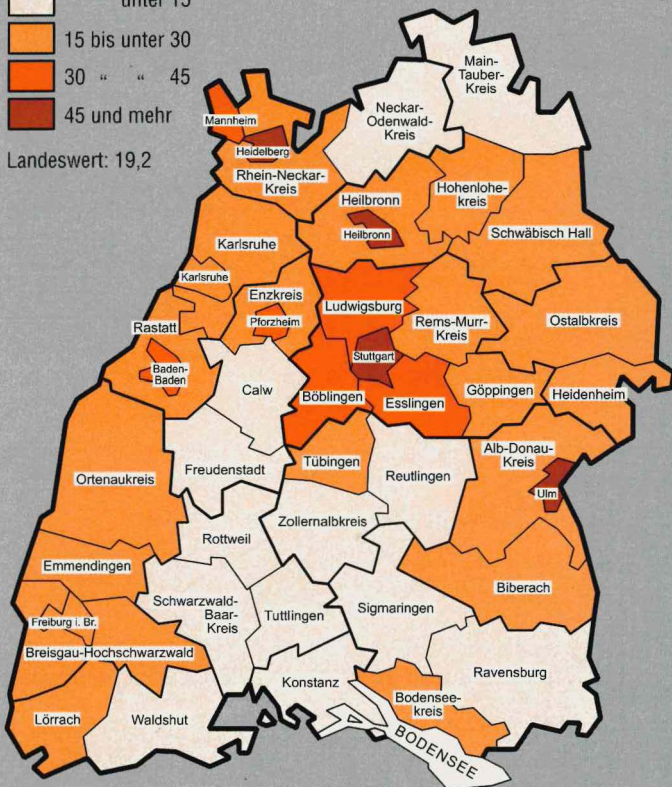 unter 15
15 bis unter 30
30 “ “ 45
45 und mehr
Landeswert: 19,2
Main-
Tauber-
Kreis
Neckar-
Odenwald-
Kreis
Mannheim
Heidelberg
Rhein-Neckar-
Kreis
Heilbronn
Heilbronn
Hohenlohe-
kreis
Schwäbisch Hall
Karlsruhe
Karlsruhe
Enzkreis
Pforzheim
Ludwigsburg
Rems-Murr-
Kreis
Ostalbkreis
Rastatt
Baden-
Baden
Stuttgart
Calw
Böblingen
Esslingen
Göppingen
Heidenheim
Ortenaukreis
Freudenstadt
Tübingen
Reutlingen
Alb-Donau-
Kreis
Ulm
Rottweil
Zollernalbkreis
Emmendingen
Biberach
Schwarzwald-
Baar-
Kreis
Tuttlingen
Sigmaringen
Freiburg i. Br.
Breisgau-Hochschwarzwald
Konstanz
Ravensburg
Lörrach
Waldshut
Bodensee-
kreis
BODENSEE